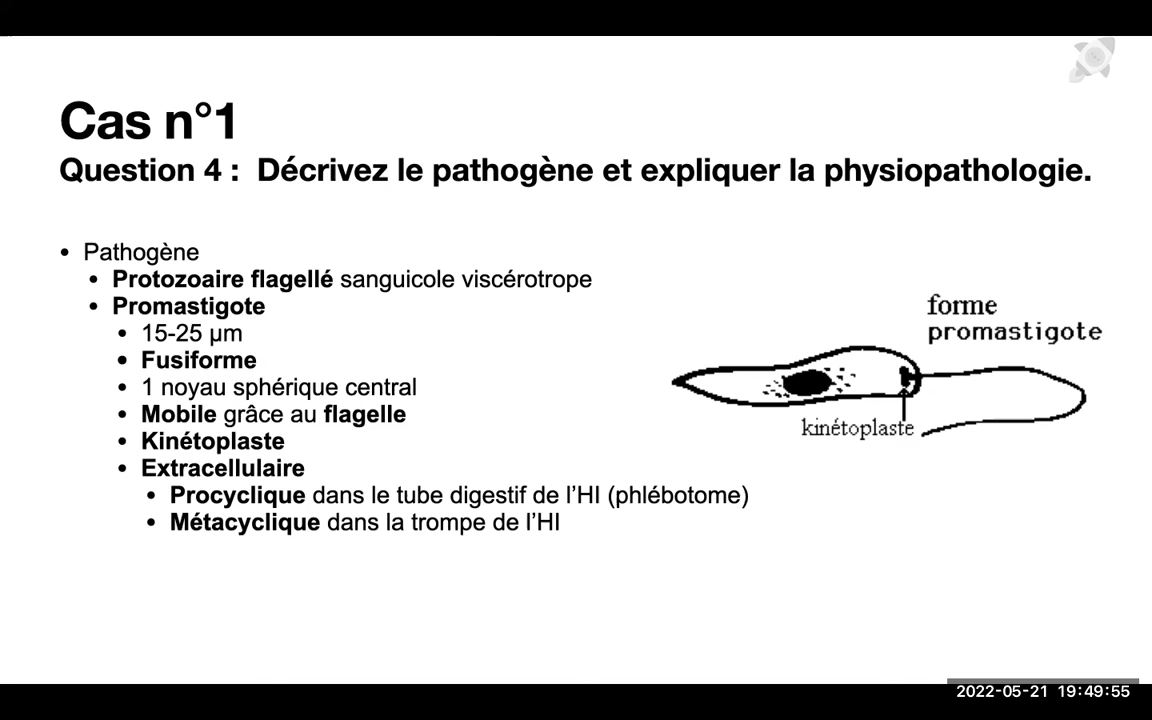 Cas n°1
Question 4 :  Décrivez le pathogène et expliquer la physiopathologie.
• Pathogène
• Protozoaire flagellé sanguicole viscérotrope
• Promastigote
• 15-25 µm
• Fusiforme
• 1 noyau sphérique central
• Mobile grâce au flagelle
• Kinétoplaste
• Extracellulaire
• Procyclique dans le tube digestif de l’HI (phlébotome)
• Métacyclique dans la trompe de l’HI
forme
promastigote
kinétoplaste
2022-05-21 19:49:55